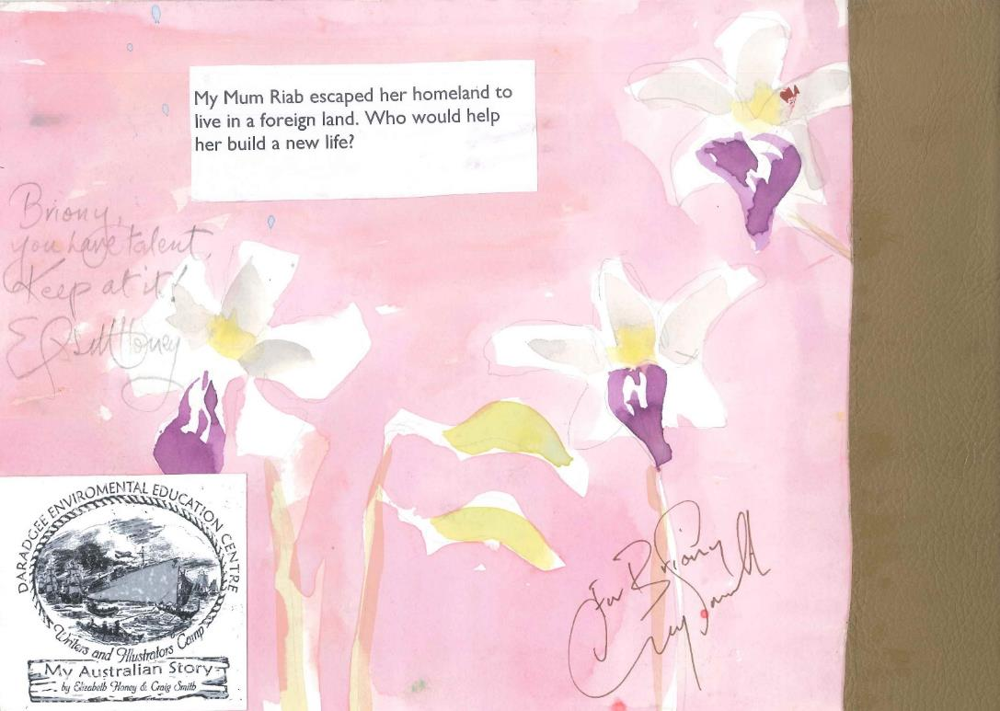 My Mum Riab escaped her homeland to
live in a foreign land. Who would help
her build a new life?
Briony,
you have talent.
Keep at it!
Honey
DARADGEE ENVIROMENTAL EDUCATION CENTRE
Writers and Illustrators Camp
My Australian Story
by Elizabeth Honey & Craig Smith
For Briony